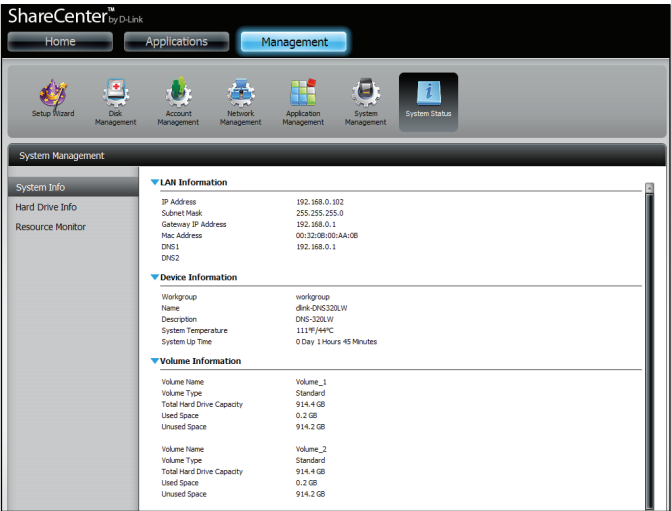 ShareCenter™ by D-Link
Home Applications Management
Setup Wizard Disk Management Account Management Network Management Application Management System Management System Status
System Management
System Info
Hard Drive Info
Resource Monitor
LAN Information
IP Address 192.168.0.102
Subnet Mask 255.255.255.0
Gateway IP Address 192.168.0.1
Mac Address 00:32:0B:00:AA:0B
DNS1 192.168.0.1
DNS2
Device Information
Workgroup workgroup
Name dlink-DNS320LW
Description DNS-320LW
System Temperature 111°F/44°C
System Up Time 0 Day 1 Hours 45 Minutes
Volume Information
Volume Name Volume_1
Volume Type Standard
Total Hard Drive Capacity 914.4 GB
Used Space 0.2 GB
Unused Space 914.2 GB
Volume Name Volume_2
Volume Type Standard
Total Hard Drive Capacity 914.4 GB
Used Space 0.2 GB
Unused Space 914.2 GB